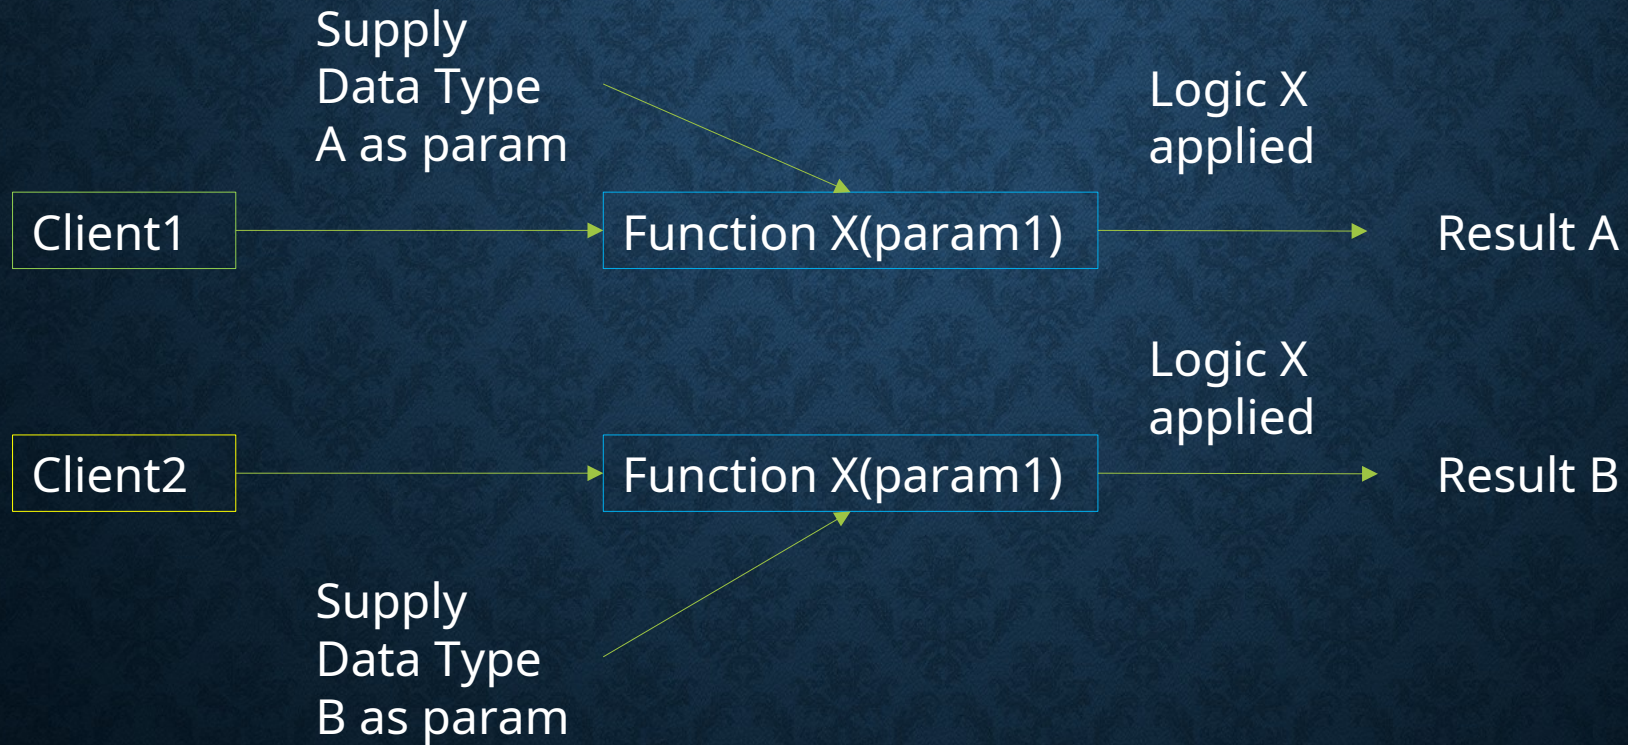 Supply
Data Type
A as param
Logic X
applied
Client1
Function X(param1)
Result A
Logic X
applied
Client2
Function X(param1)
Result B
Supply
Data Type
B as param